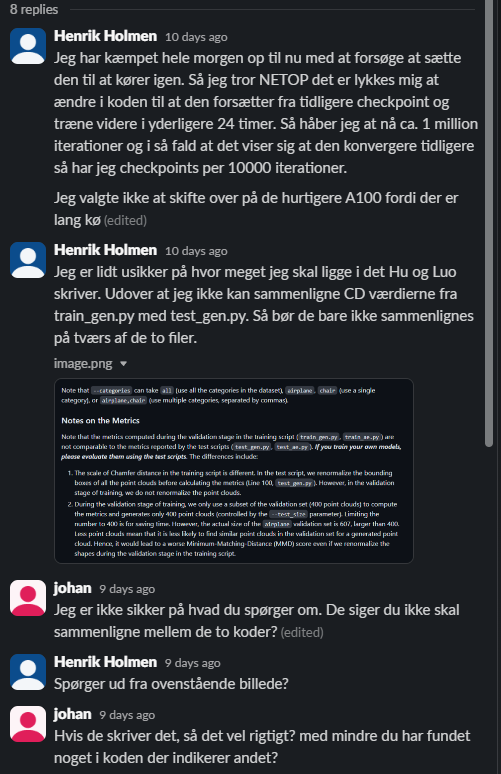 8 replies
Henrik Holmen 10 days ago
Jeg har kæmpet hele morgen op til nu med at forsøge at sætte
den til at kører igen. Så jeg tror NETOP det er lykkes mig at
ændre i koden til at den forsætter fra tidligere checkpoint og
træne videre i yderligere 24 timer. Så håber jeg at nå ca. 1 million
iterationer og i så fald at det viser sig at den konvergere tidligere
så har jeg checkpoints per 10000 iterationer.
Jeg valgte ikke at skifte over på de hurtigere A100 fordi der er
lang kø (edited)
Henrik Holmen 10 days ago
Jeg er lidt usikker på hvor meget jeg skal ligge i det Hu og Luo
skriver. Udover at jeg ikke kan sammenligne CD værdierne fra
train_gen.py med test_gen.py. Så bør de bare ikke sammenlignes
på tværs af de to filer.
image.png
Note that --categories can take all (use all the categories in the dataset), airplane, chair (use a single
category), or airplane,chair (use multiple categories, separated by commas).
Notes on the Metrics
Note that the metrics computed during the validation stage in the training script (train_gen.py, train_ae.py) are
not comparable to the metrics reported by the test scripts (test_gen.py, test_ae.py). If you train your own models,
please evaluate them using the test scripts. The differences include:
1. The scale of Chamfer distance in the training script is different. In the test script, we renormalize the bounding
boxes of all the point clouds before calculating the metrics (Line 100, test_gen.py). However, in the validation
stage of training, we do not renormalize the point clouds.
2. During the validation stage of training, we only use a subset of the validation set (400 point clouds) to compute
the metrics and generates only 400 point clouds (controlled by the --test_size parameter). Limiting the
number to 400 is for saving time. However, the actual size of the airplane validation set is 607, larger than 400.
Less point clouds mean that it is less likely to find similar point clouds in the validation set for a generated point
cloud. Hence, it would lead to a worse Minimum-Matching-Distance (MMD) score even if we renormalize the
shapes during the validation stage in the training script.
johan 9 days ago
Jeg er ikke sikker på hvad du spørger om. De siger du ikke skal
sammenligne mellem de to koder? (edited)
Henrik Holmen 9 days ago
Spørger ud fra ovenstående billede?
johan 9 days ago
Hvis de skriver det, så det vel rigtigt? med mindre du har fundet
noget i koden der indikerer andet?